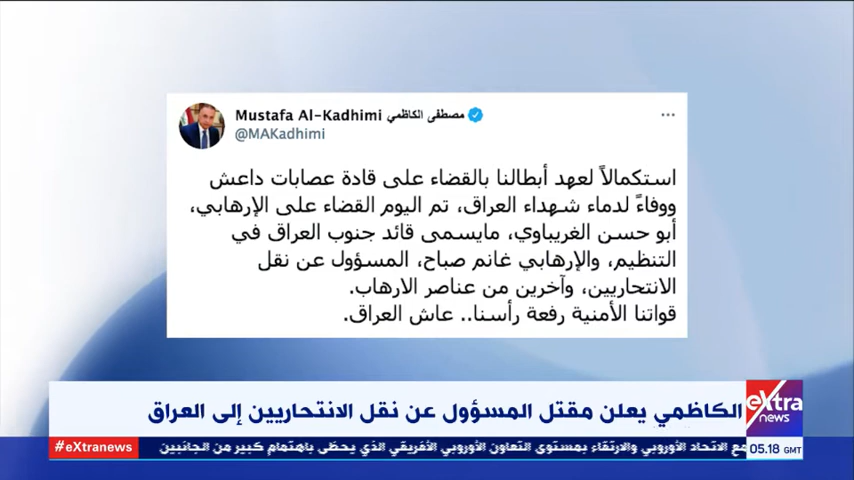 Mustafa Al-Kadhimi مصطفى الكاظمي
@MAKadhimi
استكمالاً لعهد أبطالنا بالقضاء على قادة عصابات داعش
ووفاءً لدماء شهداء العراق، تم اليوم القضاء على الإرهابي،
أبو حسن الغريباوي، مايسمى قائد جنوب العراق في
التنظيم، والإرهابي غانم صباح، المسؤول عن نقل
الانتحاريين، وآخرين من عناصر الارهاب.
قواتنا الأمنية رفعة رأسنا.. عاش العراق.
الكاظمي يعلن مقتل المسؤول عن نقل الانتحاريين إلى العراق
eXtra
news
#eXtranews
مع الاتحاد الأوروبي والارتقاء بمستوى التعاون الأوروبي الأفريقي الذي يحظى باهتمام كبير من الجانبين
05.18 GMT